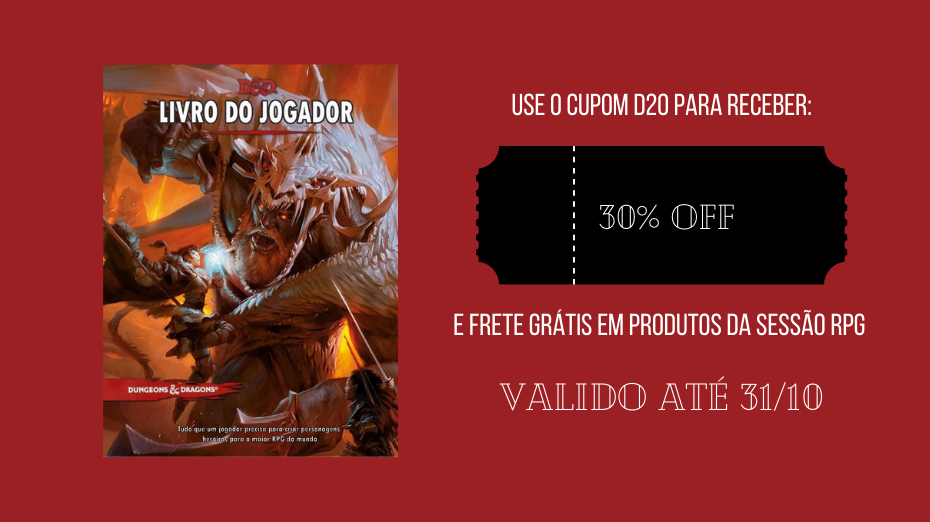 D&D
LIVRO DO JOGADOR
DUNGEONS & DRAGONS®
Tudo que um jogador precisa para criar personagens
heroicos para o maior RPG do mundo
USE O CUPOM D20 PARA RECEBER:
30% OFF
E FRETE GRÁTIS EM PRODUTOS DA SESSÃO RPG
VALIDO ATÉ 31/10